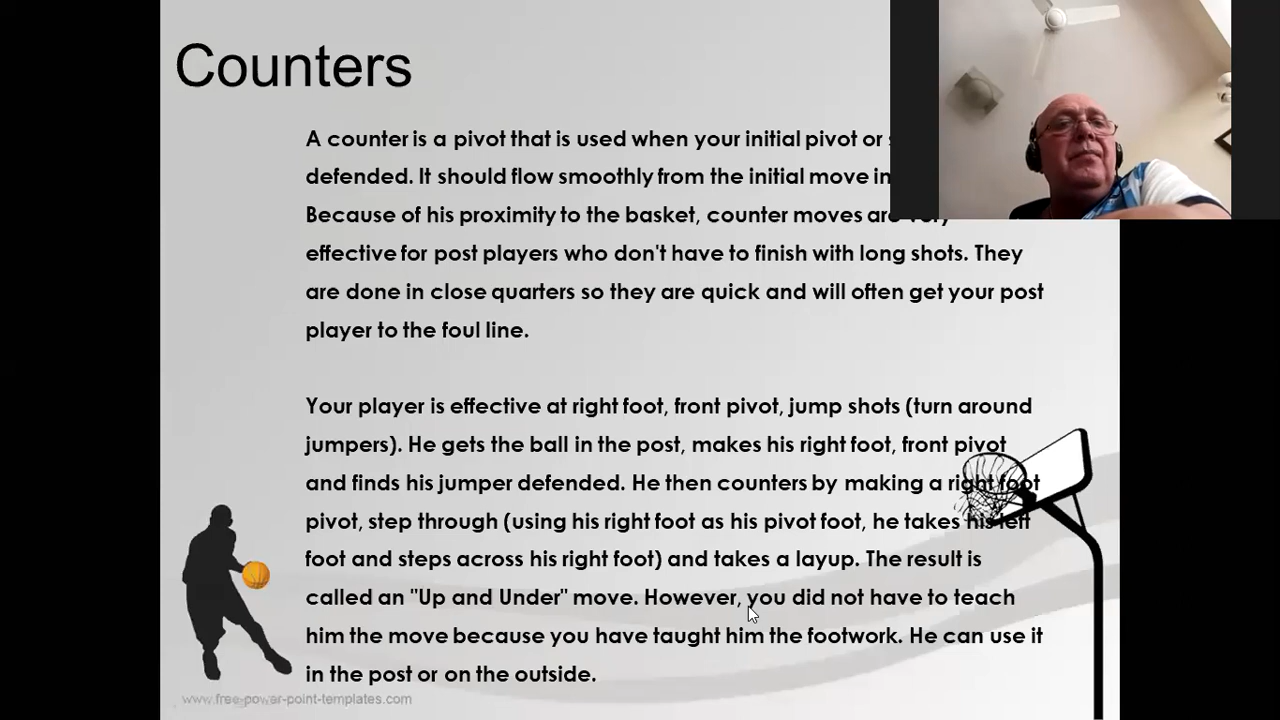 Counters
A counter is a pivot that is used when your initial pivot or
defended. It should flow smoothly from the initial move in
Because of his proximity to the basket, counter moves are very
effective for post players who don't have to finish with long shots. They
are done in close quarters so they are quick and will often get your post
player to the foul line.
Your player is effective at right foot, front pivot, jump shots (turn around
jumpers). He gets the ball in the post, makes his right foot, front pivot
and finds his jumper defended. He then counters by making a right foot
pivot, step through (using his right foot as his pivot foot, he takes his left
foot and steps across his right foot) and takes a layup. The result is
called an "Up and Under" move. However, you did not have to teach
him the move because you have taught him the footwork. He can use it
in the post or on the outside.
www.free-power-point-templates.com